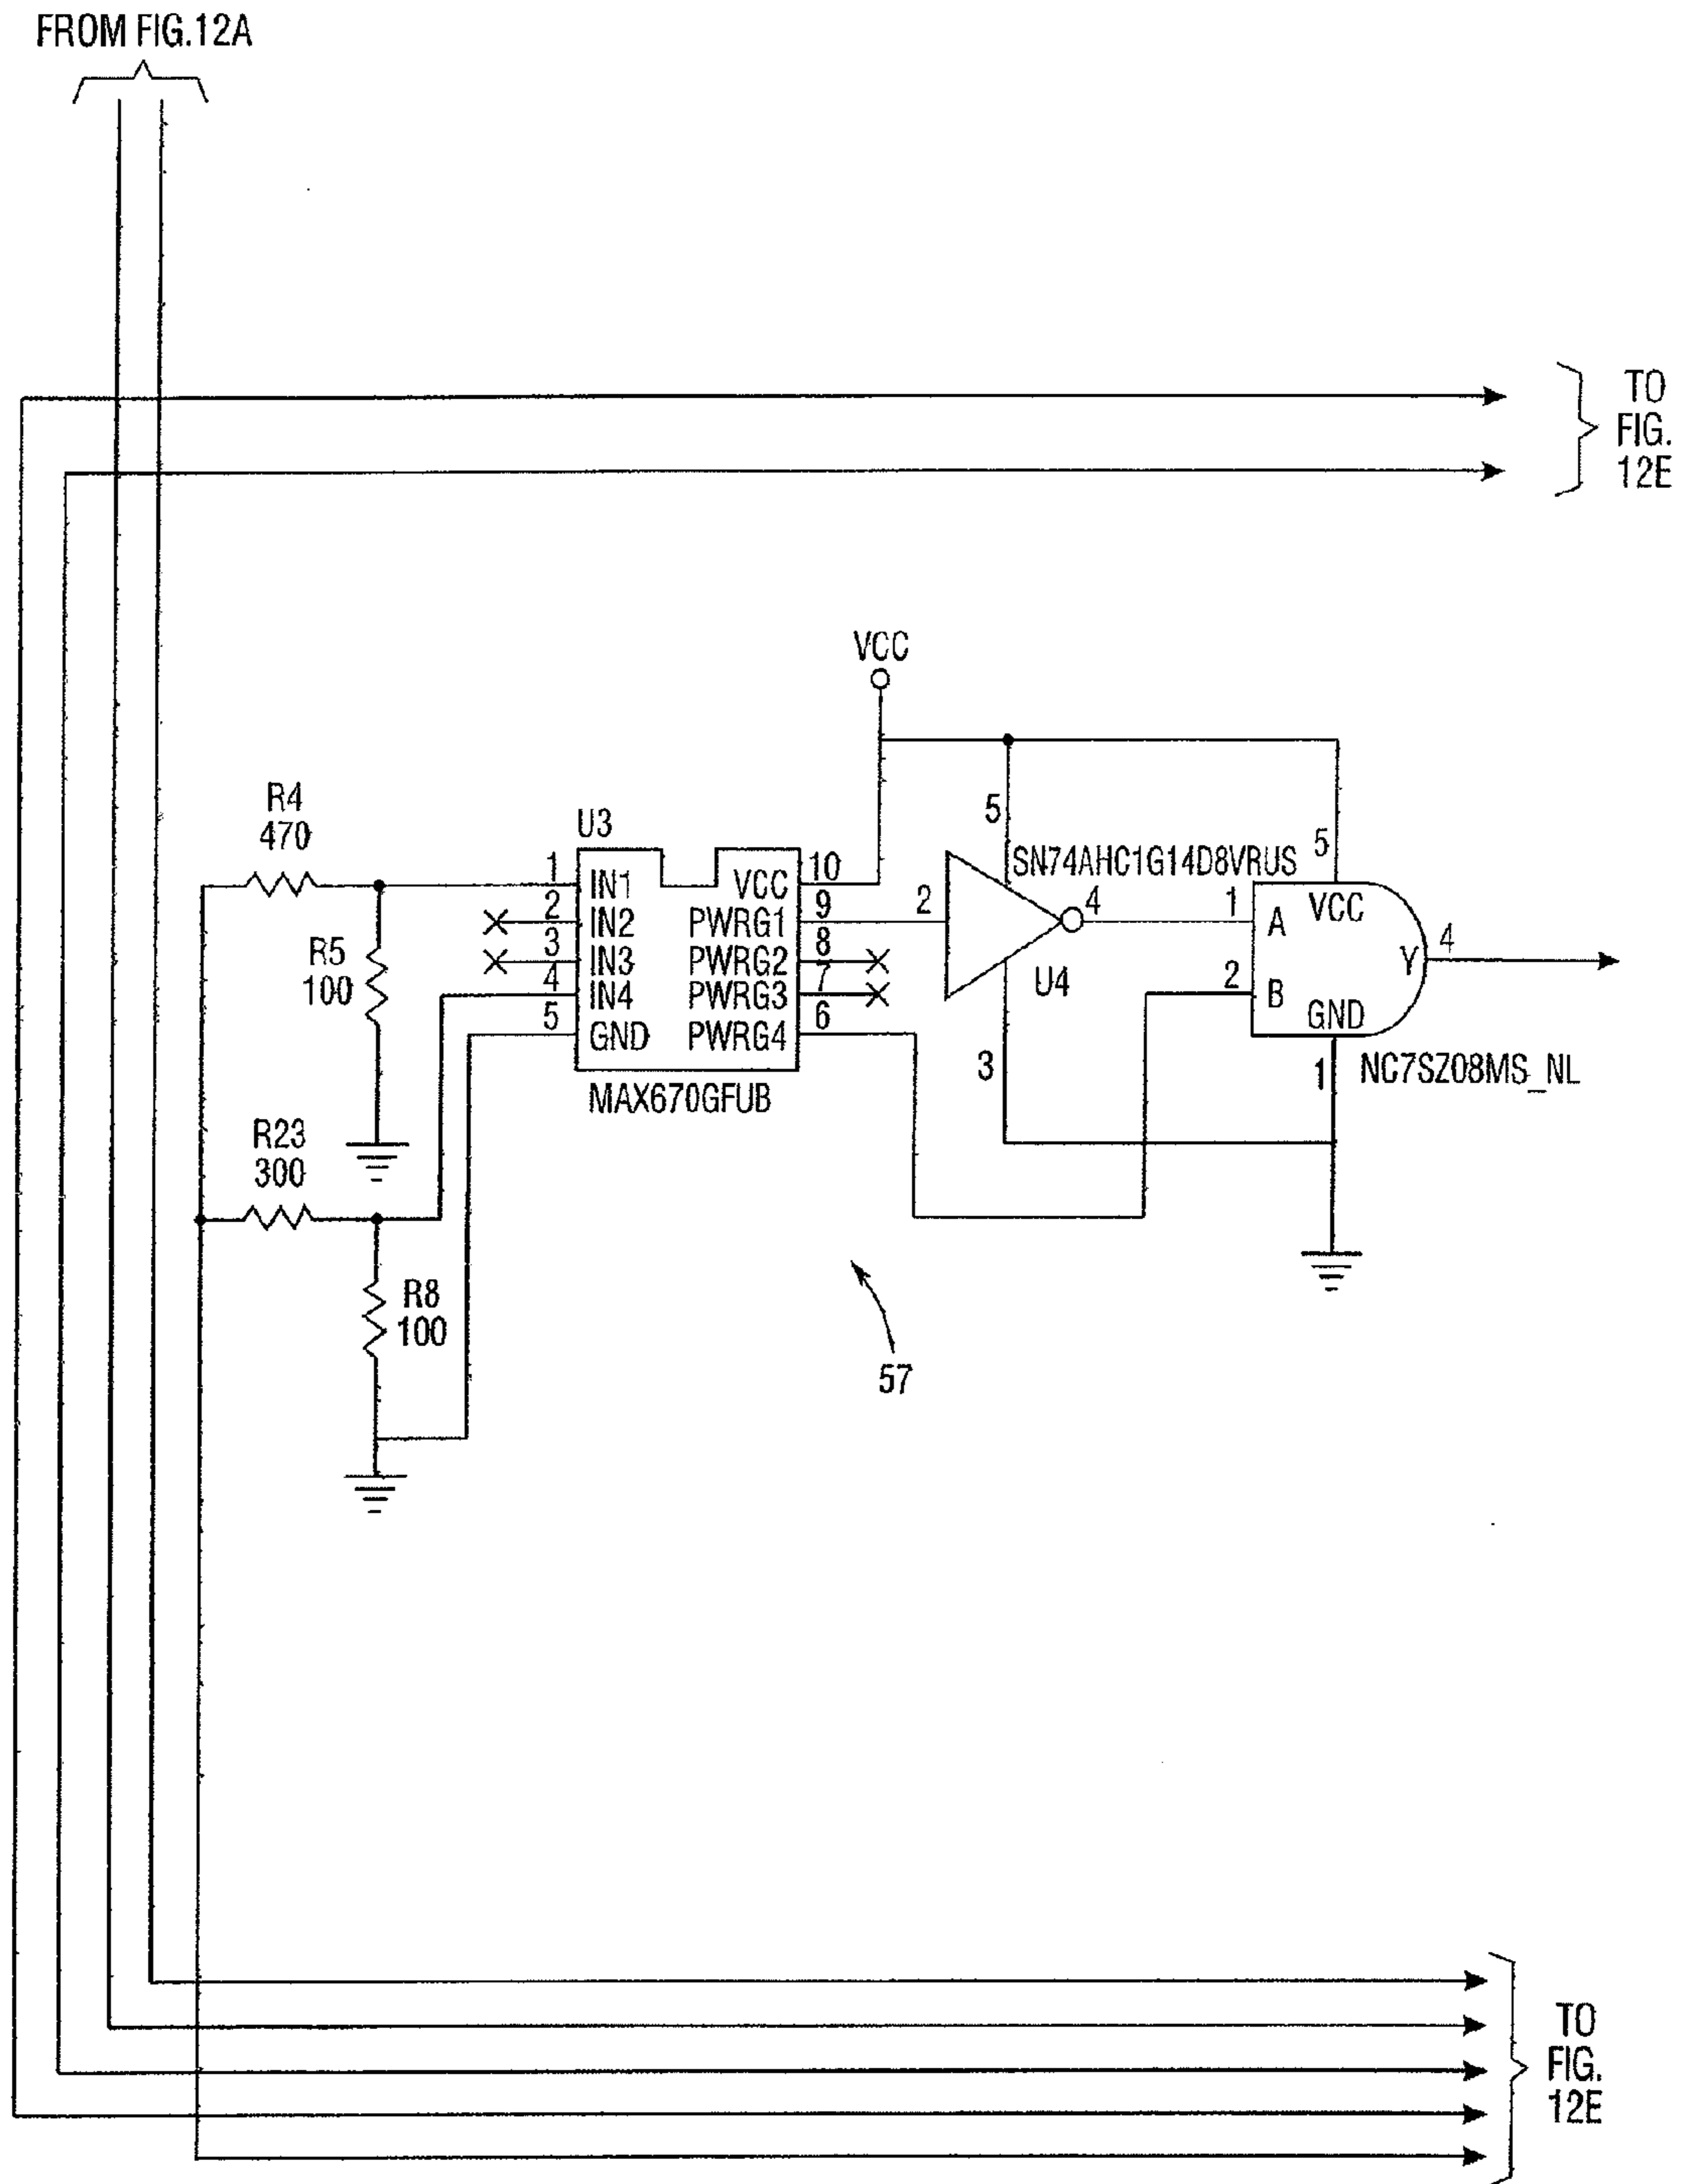 FROM FIG.12A
TO
FIG.
12E
VCC
R4
470
U3
1
IN1
VCC
10
2
IN2
PWRG1
9
3
IN3
PWRG2
8
4
IN4
PWRG3
7
5
GND
PWRG4
6
MAX670GFUB
R5
100
R23
300
R8
100
5
SN74AHC1G14D8VRUS
2
4
U4
3
5
1
A
VCC
2
B
Y
4
GND
1
NC7SZ08MS_NL
57
TO
FIG.
12E